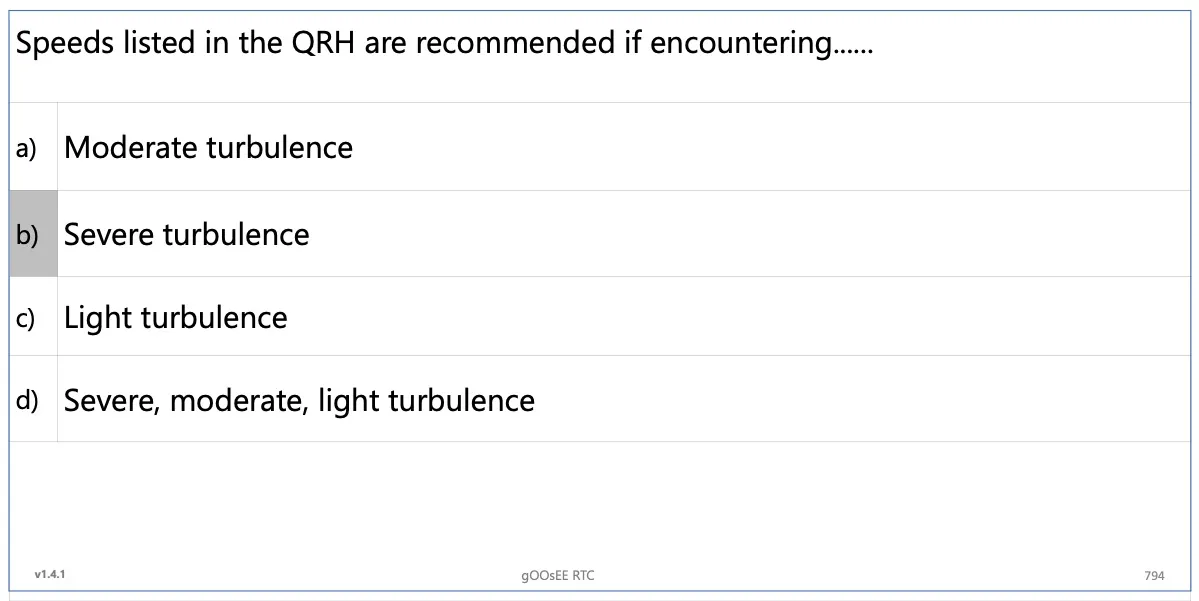 Speeds listed in the QRH are recommended if encountering......
a) Moderate turbulence
b) Severe turbulence
c) Light turbulence
d) Severe, moderate, light turbulence
v1.4.1 gOOsEE RTC 794